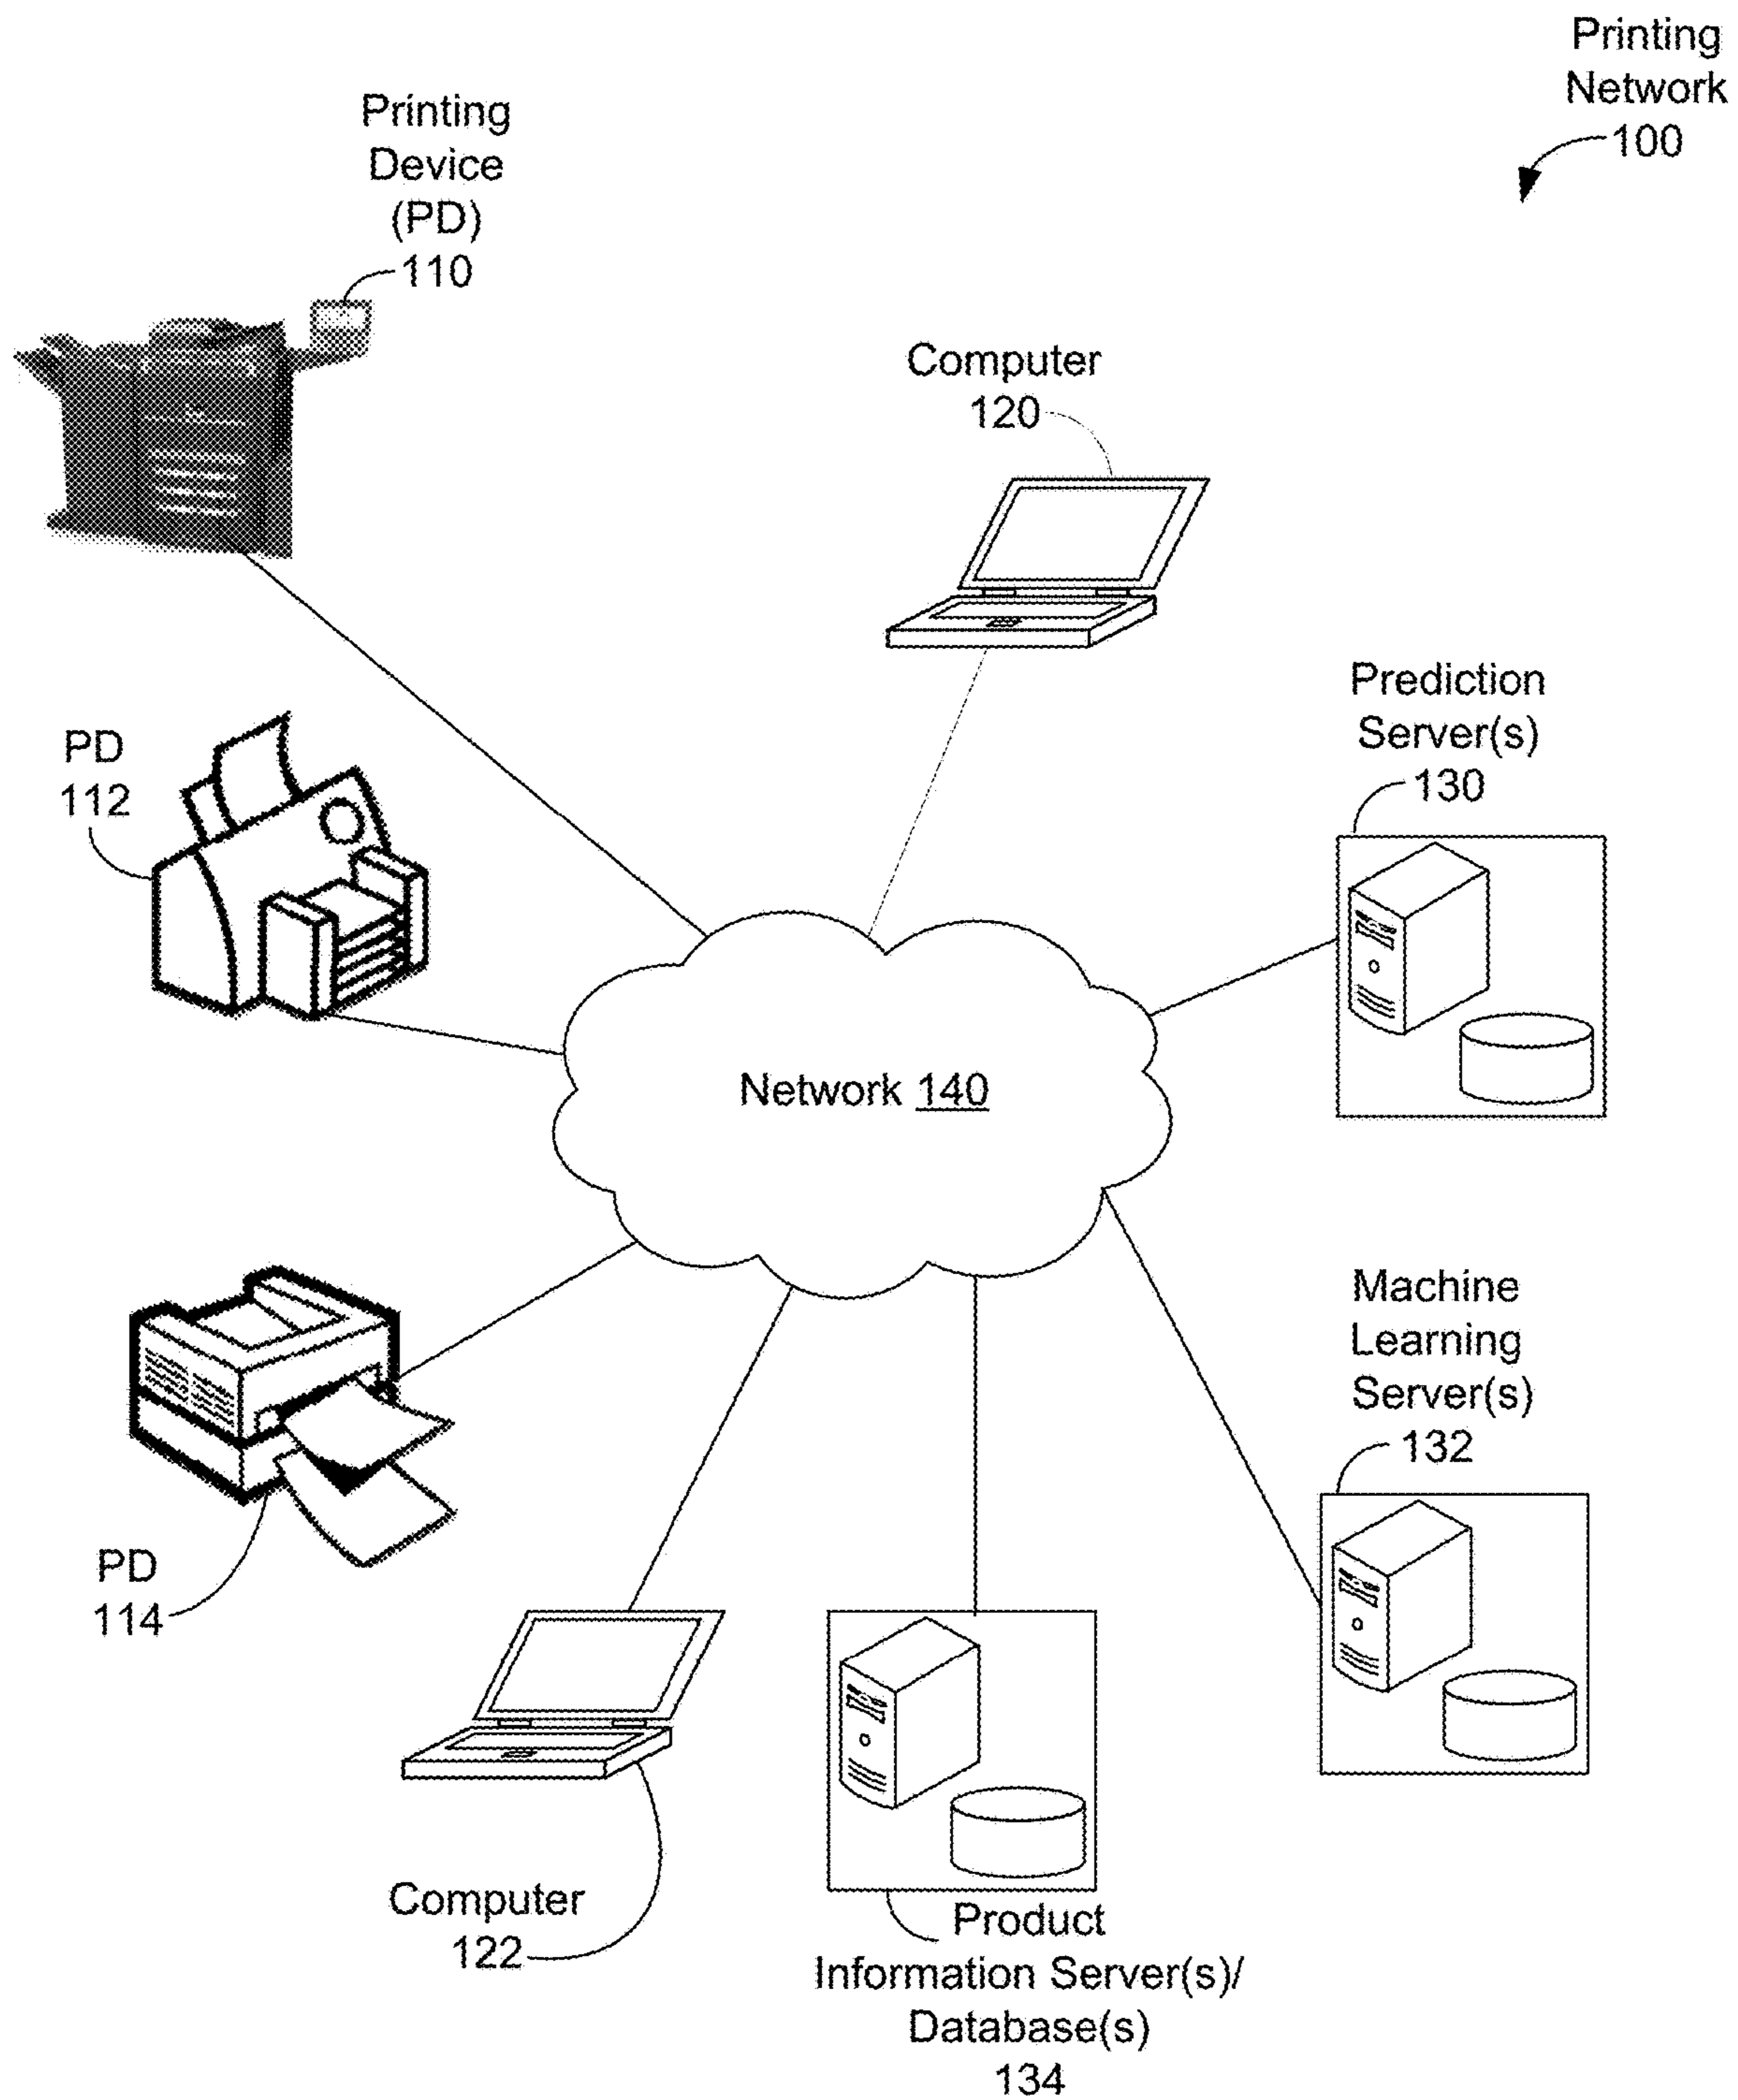 Printing
Network
100
Printing
Device
(PD)
110
Computer
120
Prediction
Server(s)
130
PD
112
Network 140
Machine
Learning
Server(s)
132
PD
114
Computer
122
Product
Information Server(s)/
Database(s)
134